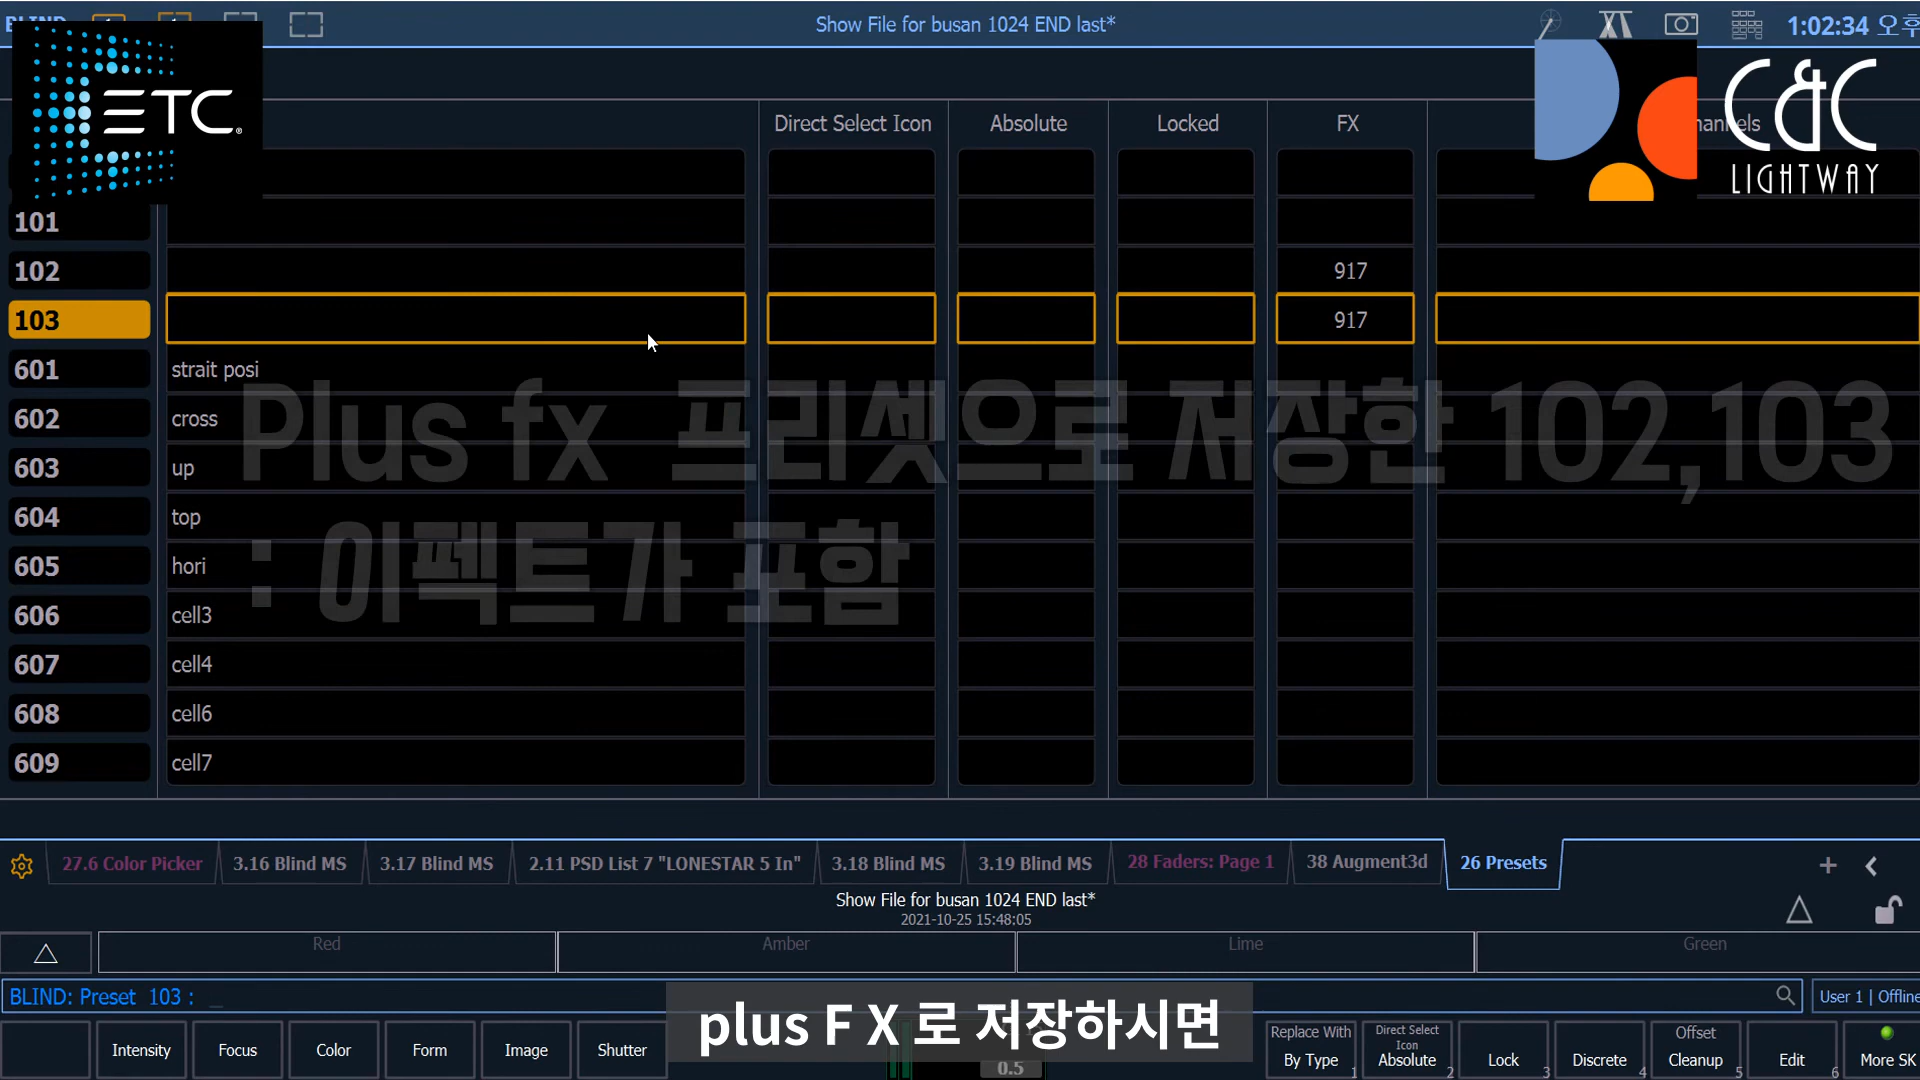 BLIND
Show File for busan 1024 END last*
1:02:34 오후
ETC
C&C
LIGHTWAY
Direct Select Icon
Absolute
Locked
FX
101
102
917
103
917
601
strait posi
602
cross
603
up
604
top
605
hori
606
cell3
607
cell4
608
cell6
609
cell7
Plus fx 프리셋으로 저장한 102,103
: 이펙트가 포함
27.6 Color Picker
3.16 Blind MS
3.17 Blind MS
2.11 PSD List 7 "LONESTAR 5 In"
3.18 Blind MS
3.19 Blind MS
28 Faders: Page 1
38 Augment3d
26 Presets
Show File for busan 1024 END last*
2021-10-25 15:48:05
Red
Amber
Lime
Green
BLIND: Preset 103 : _
User 1 | Offline
plus F X 로 저장하시면
Intensity
Focus
Color
Form
Image
Shutter
0.5
Replace With
By Type
1
Direct Select
Icon
Absolute
2
Lock
3
Discrete
4
Offset
Cleanup
5
Edit
6
More SK